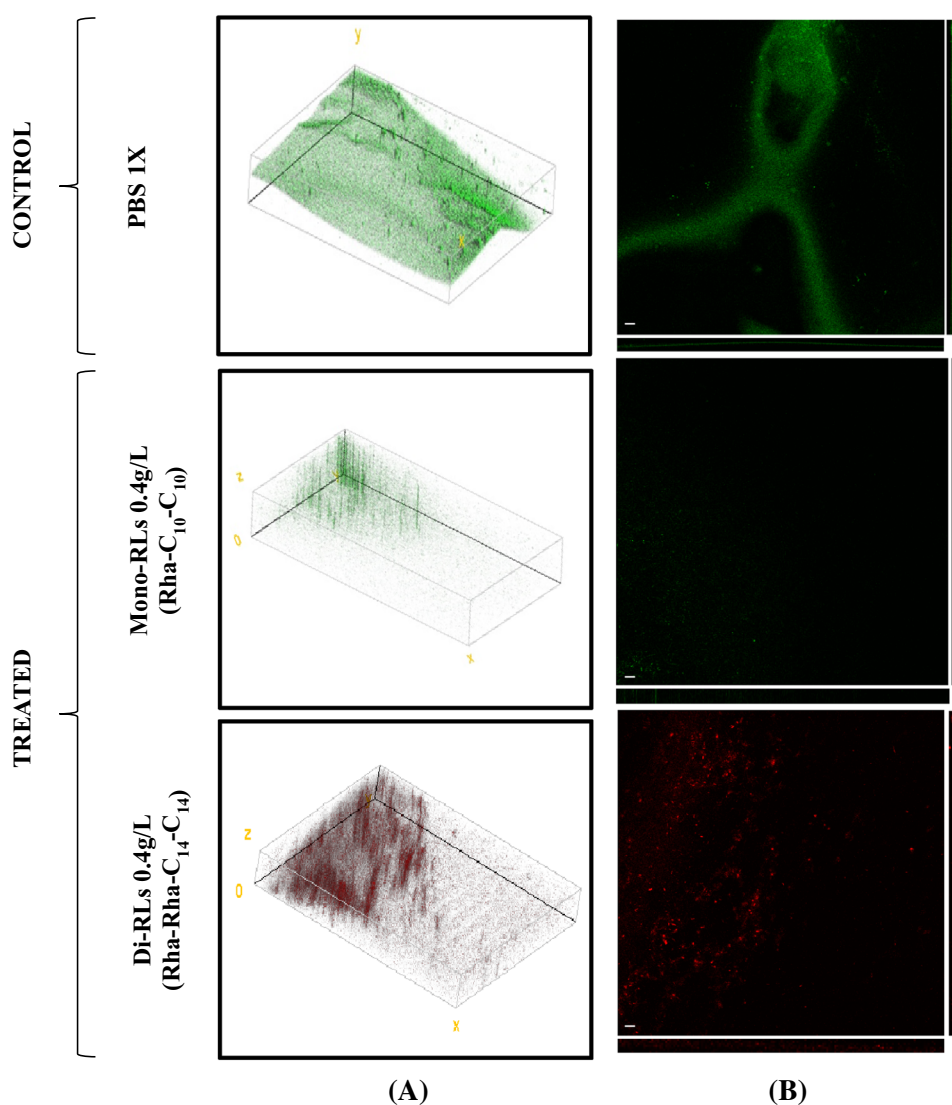 CONTROL
PBS 1X
y
x
TREATED
Mono-RLs 0.4g/L
(Rha-C10-C10)
z
0
y
x
Di-RLs 0.4g/L
(Rha-Rha-C14-C14)
z
0
x
(A)
(B)